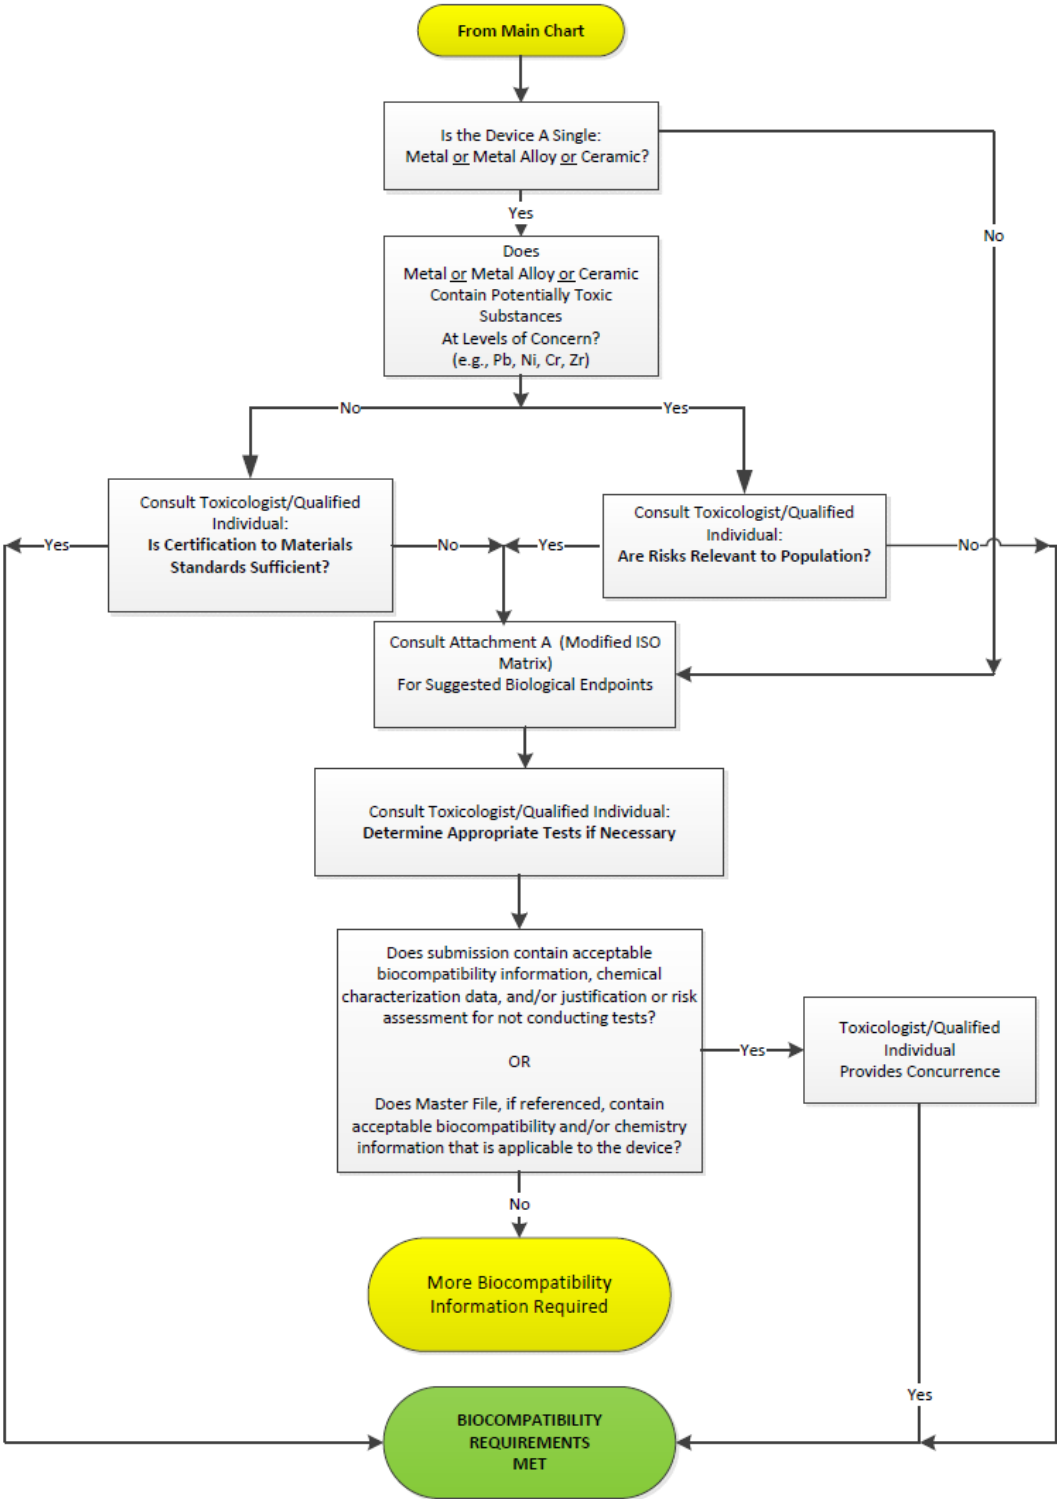 From Main Chart
Is the Device A Single:
Metal or Metal Alloy or Ceramic?
Yes
No
Does
Metal or Metal Alloy or Ceramic
Contain Potentially Toxic
Substances
At Levels of Concern?
(e.g., Pb, Ni, Cr, Zr)
No
Yes
Consult Toxicologist/Qualified
Individual:
Is Certification to Materials
Standards Sufficient?
Consult Toxicologist/Qualified
Individual:
Are Risks Relevant to Population?
Yes
No
Yes
No
Consult Attachment A (Modified ISO
Matrix)
For Suggested Biological Endpoints
Consult Toxicologist/Qualified Individual:
Determine Appropriate Tests if Necessary
Does submission contain acceptable
biocompatibility information, chemical
characterization data, and/or justification or risk
assessment for not conducting tests?
OR
Does Master File, if referenced, contain
acceptable biocompatibility and/or chemistry
information that is applicable to the device?
Yes
Toxicologist/Qualified
Individual
Provides Concurrence
No
More Biocompatibility
Information Required
Yes
BIOCOMPATIBILITY
REQUIREMENTS
MET